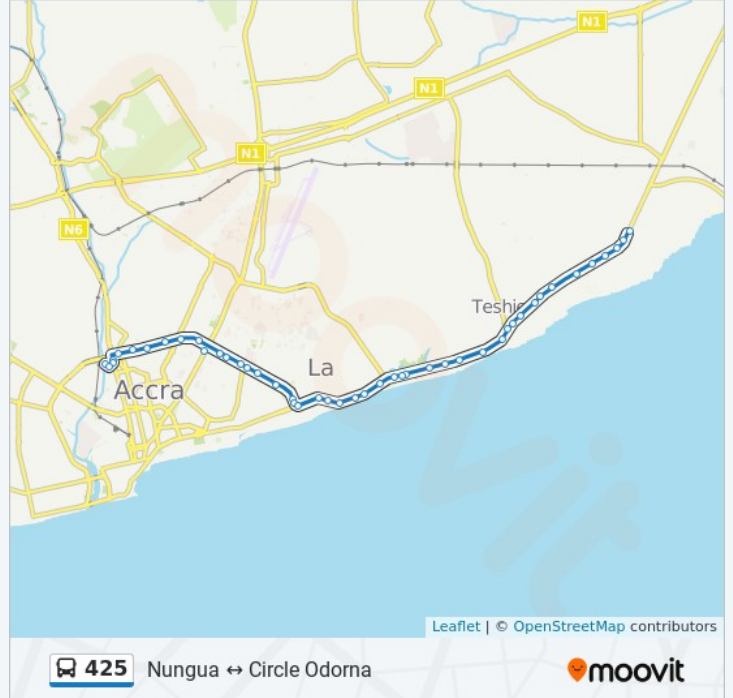 N1
N1
N1
N6
Teshie
La
Accra
Leaflet | © OpenStreetMap contributors
425 Nungua ↔ Circle Odorna
moovit